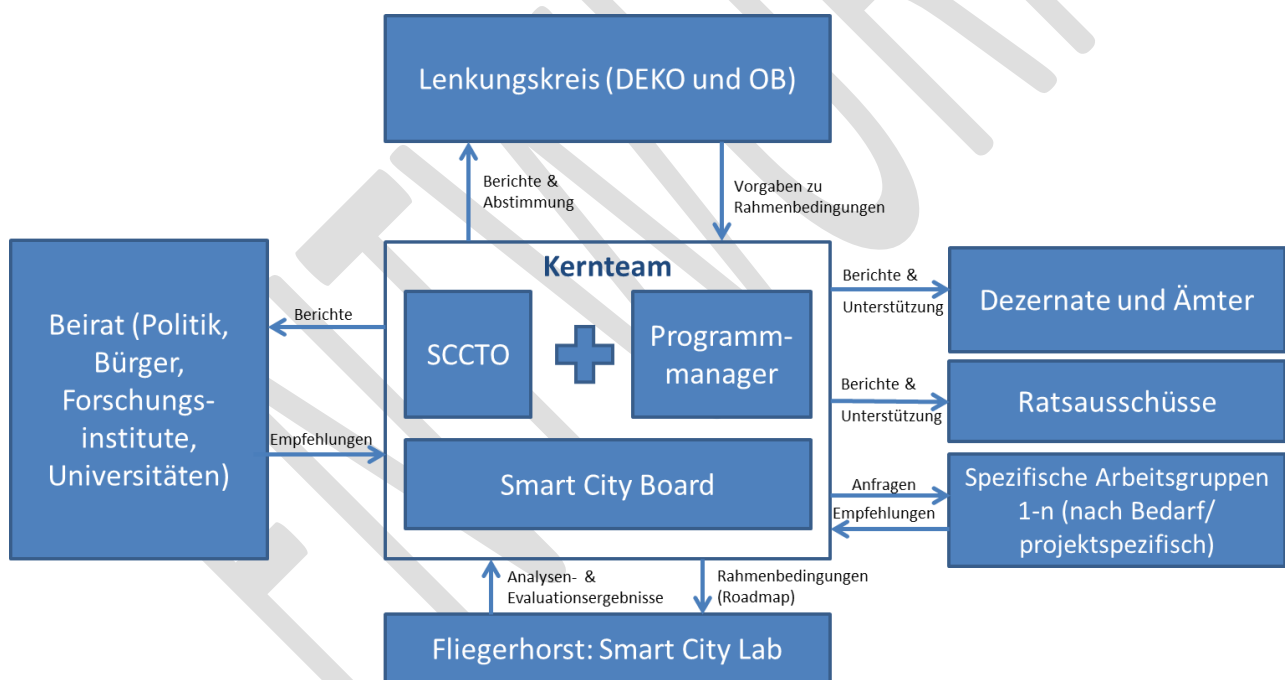 Lenkungskreis (DEKO und OB)
Berichte &
Abstimmung
Vorgaben zu
Rahmenbedingungen
Beirat (Politik,
Bürger,
Forschungs-
institute,
Universitäten)
Berichte
Empfehlungen
Kernteam
SCCTO
Programm-
manager
Smart City Board
Berichte &
Unterstützung
Dezernate und Ämter
Berichte &
Unterstützung
Ratsausschüsse
Anfragen
Empfehlungen
Spezifische Arbeitsgruppen
1-n (nach Bedarf/
projektspezifisch)
Analysen- &
Evaluationsergebnisse
Rahmenbedingungen
(Roadmap)
Fliegerhorst: Smart City Lab